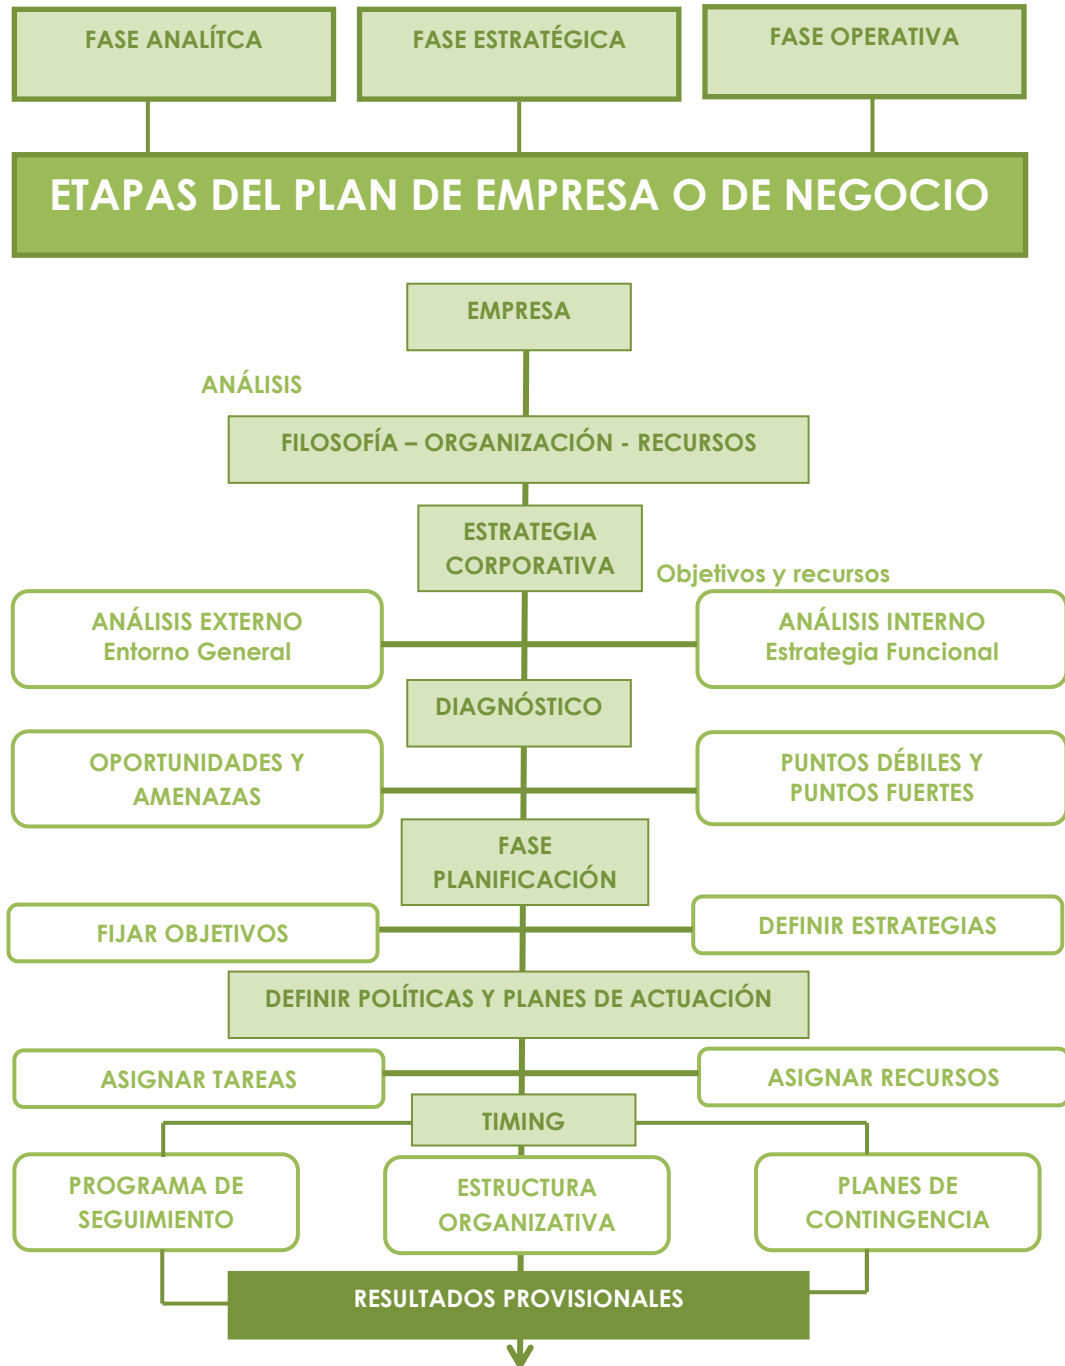 FASE ANALÍTCA
FASE ESTRATÉGICA
FASE OPERATIVA
ETAPAS DEL PLAN DE EMPRESA O DE NEGOCIO
EMPRESA
ANÁLISIS
FILOSOFÍA – ORGANIZACIÓN - RECURSOS
ESTRATEGIA
CORPORATIVA
Objetivos y recursos
ANÁLISIS EXTERNO
Entorno General
ANÁLISIS INTERNO
Estrategia Funcional
DIAGNÓSTICO
OPORTUNIDADES Y
AMENAZAS
PUNTOS DÉBILES Y
PUNTOS FUERTES
FASE
PLANIFICACIÓN
FIJAR OBJETIVOS
DEFINIR ESTRATEGIAS
DEFINIR POLÍTICAS Y PLANES DE ACTUACIÓN
ASIGNAR TAREAS
ASIGNAR RECURSOS
TIMING
PROGRAMA DE
SEGUIMIENTO
ESTRUCTURA
ORGANIZATIVA
PLANES DE
CONTINGENCIA
RESULTADOS PROVISIONALES